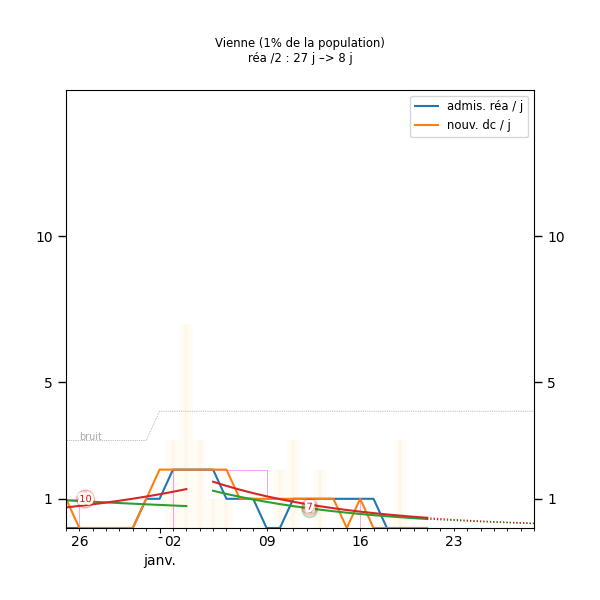 Vienne (1% de la population)
réa /2 : 27 j –> 8 j
admis. réa / j
nouv. dc / j
10 10
5 5
bruit
1 10 7 1
26 02 09 16 23
janv.